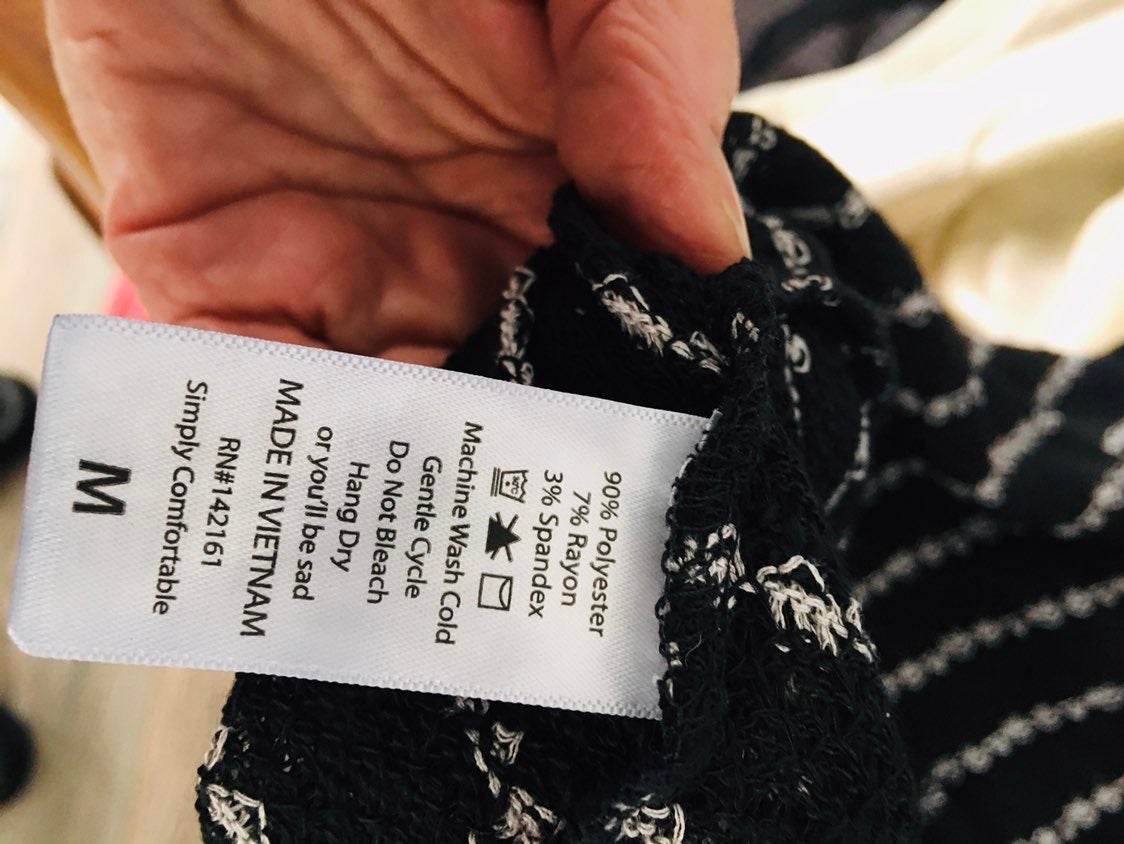 90% Polyester
7% Rayon
3% Spandex
Machine Wash Cold
Gentle Cycle
Do Not Bleach
Hang Dry
or you'll be sad
MADE IN VIETNAM
RN#142161
Simply Comfortable
M